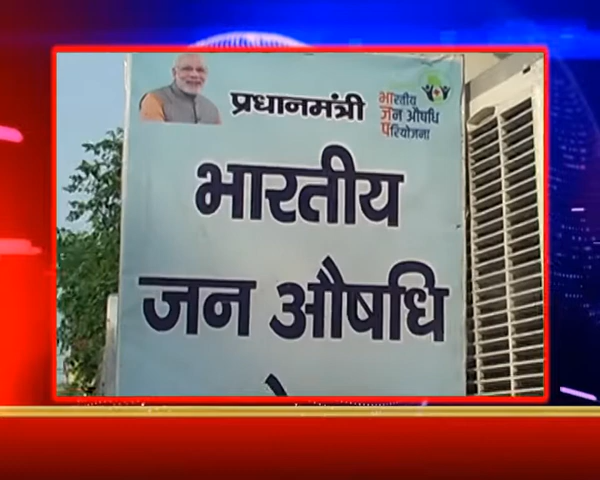 प्रधानमंत्री
भारतीय
जन औषधि
परियोजना
भारतीय
जन औषधि